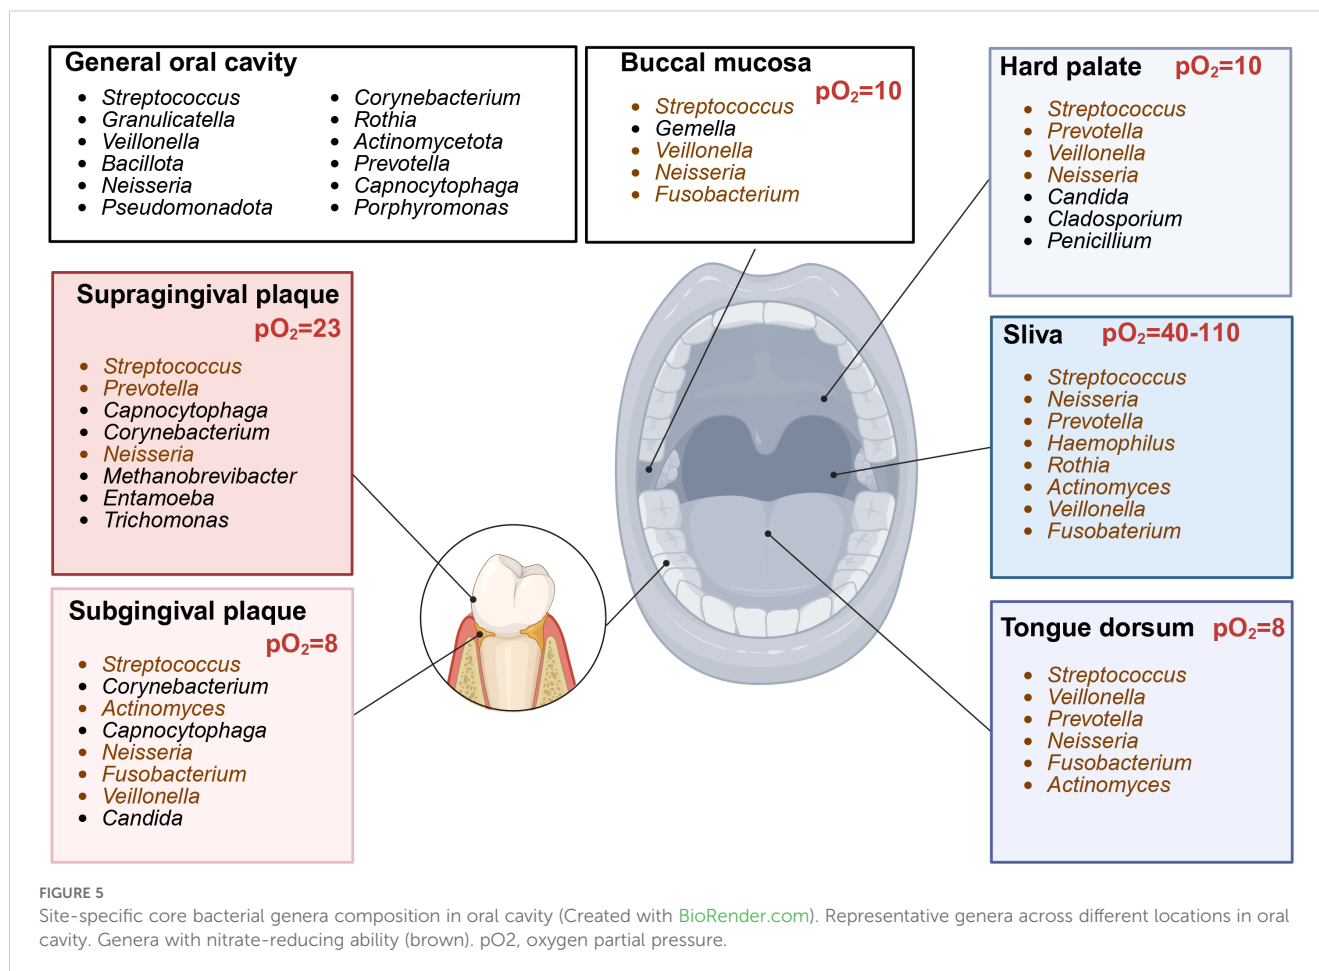 General oral cavity
• Streptococcus
• Granulicatella
• Veillonella
• Bacillota
• Neisseria
• Pseudomonadota
• Corynebacterium
• Rothia
• Actinomycetota
• Prevotella
• Capnocytophaga
• Porphyromonas
Buccal mucosa
pO₂=10
• Streptococcus
• Gemella
• Veillonella
• Neisseria
• Fusobacterium
Hard palate pO₂=10
• Streptococcus
• Prevotella
• Veillonella
• Neisseria
• Candida
• Cladosporium
• Penicillium
Supragingival plaque
pO₂=23
• Streptococcus
• Prevotella
• Capnocytophaga
• Corynebacterium
• Neisseria
• Methanobrevibacter
• Entamoeba
• Trichomonas
Sliva pO₂=40-110
• Streptococcus
• Neisseria
• Prevotella
• Haemophilus
• Rothia
• Actinomyces
• Veillonella
• Fusobaterium
Subgingival plaque
pO₂=8
• Streptococcus
• Corynebacterium
• Actinomyces
• Capnocytophaga
• Neisseria
• Fusobacterium
• Veillonella
• Candida
Tongue dorsum pO₂=8
• Streptococcus
• Veillonella
• Prevotella
• Neisseria
• Fusobacterium
• Actinomyces
FIGURE 5
Site-specific core bacterial genera composition in oral cavity (Created with BioRender.com). Representative genera across different locations in oral
cavity. Genera with nitrate-reducing ability (brown). pO2, oxygen partial pressure.